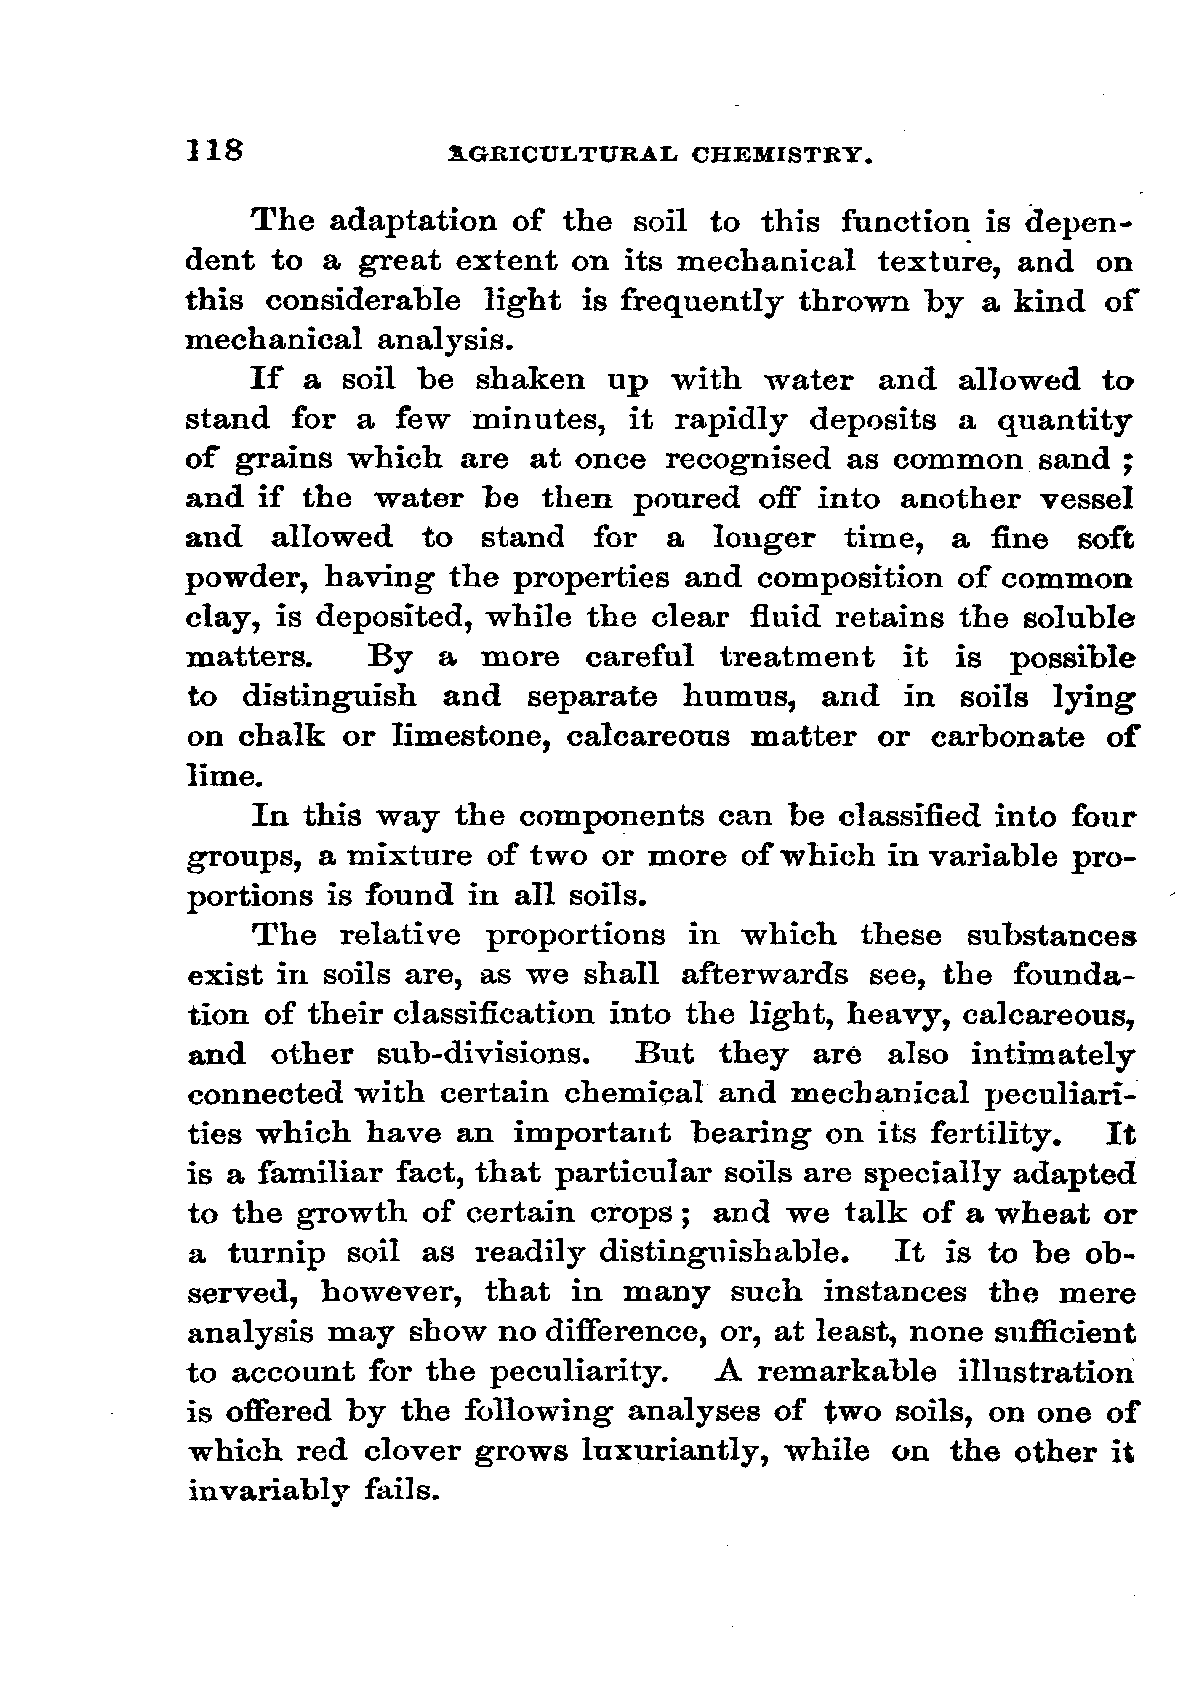 118 AGRICULTURAL CHEMISTRY.
The adaptation of the soil to this function is depen-
dent to a great extent on its mechanical texture, and on
this considerable light is frequently thrown by a kind of
mechanical analysis.
If a soil be shaken up with water and allowed to
stand for a few minutes, it rapidly deposits a quantity
of grains which are at once recognised as common sand ;
and if the water be then poured off into another vessel
and allowed to stand for a longer time, a fine soft
powder, having the properties and composition of common
clay, is deposited, while the clear fluid retains the soluble
matters. By a more careful treatment it is possible
to distinguish and separate humus, and in soils lying
on chalk or limestone, calcareous matter or carbonate of
lime.
In this way the components can be classified into four
groups, a mixture of two or more of which in variable pro-
portions is found in all soils.
The relative proportions in which these substances
exist in soils are, as we shall afterwards see, the founda-
tion of their classification into the light, heavy, calcareous,
and other sub-divisions. But they are also intimately
connected with certain chemical and mechanical peculiari-
ties which have an important bearing on its fertility. It
is a familiar fact, that particular soils are specially adapted
to the growth of certain crops ; and we talk of a wheat or
a turnip soil as readily distinguishable. It is to be ob-
served, however, that in many such instances the mere
analysis may show no difference, or, at least, none sufficient
to account for the peculiarity. A remarkable illustration
is offered by the following analyses of two soils, on one of
which red clover grows luxuriantly, while on the other it
invariably fails.